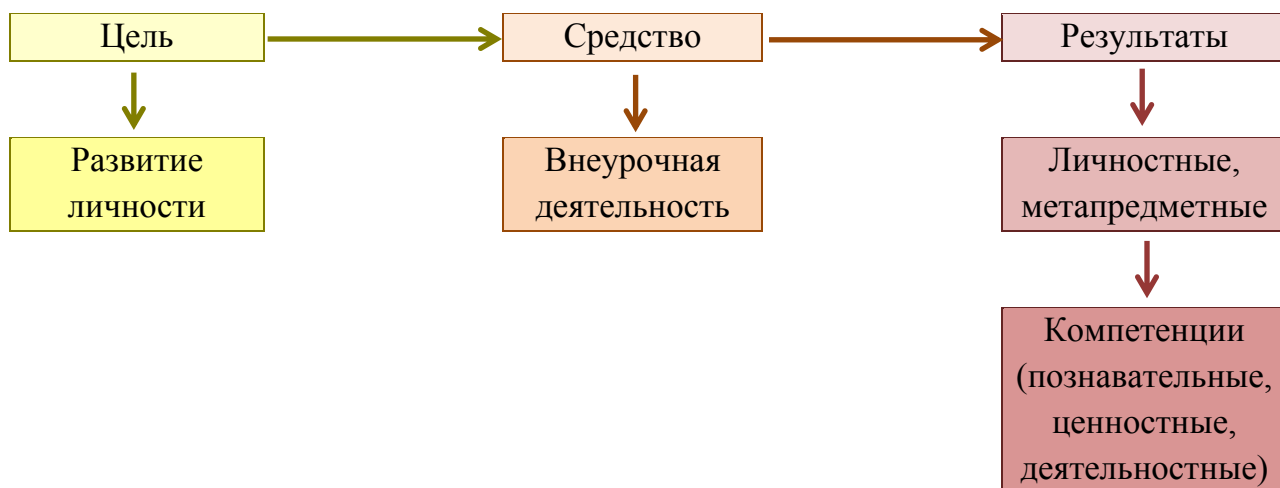 Цель
Средство
Результаты
Развитие
личности
Внеурочная
деятельность
Личностные,
метапредметные
Компетенции
(познавательные,
ценностные,
деятельностные)